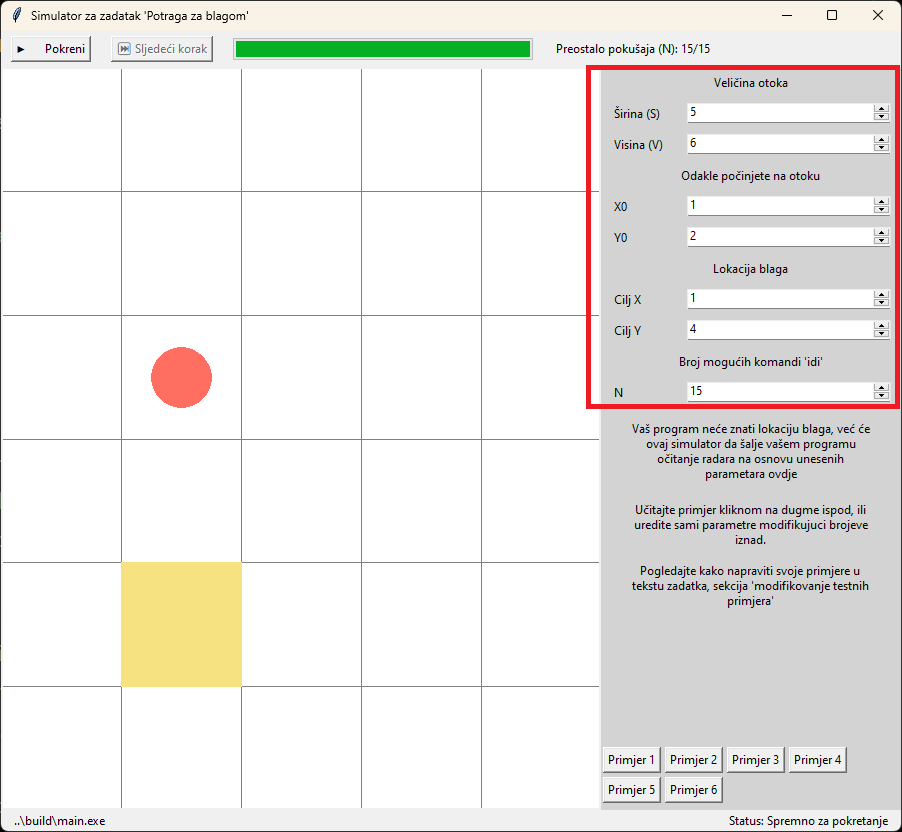 Simulator za zadatak 'Potraga za blagom'
Pokreni
Sljedeći korak
Preostalo pokušaja (N): 15/15
Veličina otoka
Širina (S) 5
Visina (V) 6
Odakle počinjete na otoku
X0 1
Y0 2
Lokacija blaga
Cilj X 1
Cilj Y 4
Broj mogućih komandi 'idi'
N 15
Vaš program neće znati lokaciju blaga, već će
ovaj simulator da šalje vašem programu
očitanje radara na osnovu unesenih
parametara ovdje
Učitajte primjer kliknom na dugme ispod, ili
uredite sami parametre modifikujuci brojeve
iznad.
Pogledajte kako napraviti svoje primjere u
tekstu zadatka, sekcija 'modifikovanje testnih
primjera'
Primjer 1 Primjer 2 Primjer 3 Primjer 4
Primjer 5 Primjer 6
..\build\main.exe
Status: Spremno za pokretanje